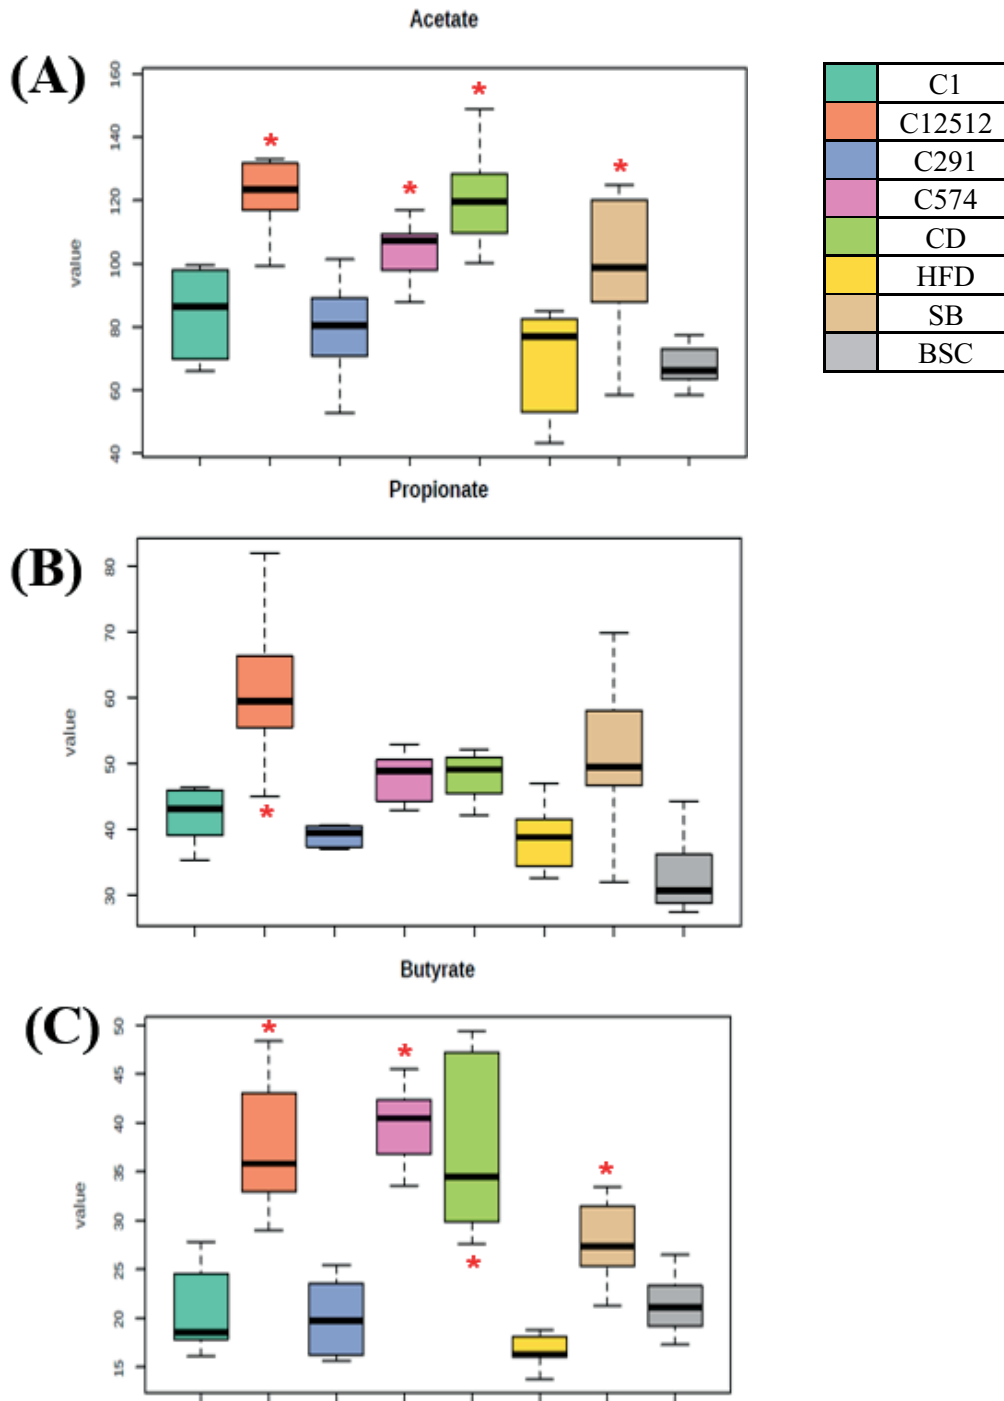 Acetate
(A)
value
160
140
120
100
80
60
40
C1
C12512
C291
C574
CD
HFD
SB
BSC
Propionate
(B)
value
80
70
60
50
40
30
Butyrate
(C)
value
50
45
40
35
30
25
20
15